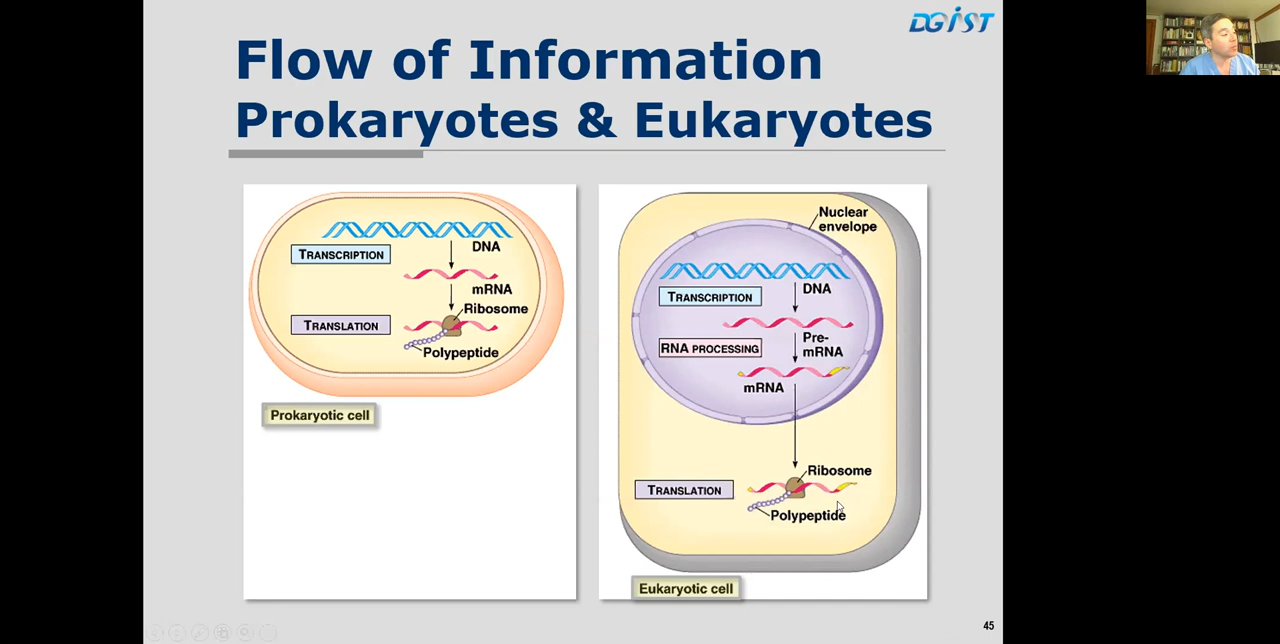 DGIST
Flow of Information
Prokaryotes & Eukaryotes
DNA
TRANSCRIPTION
mRNA
Ribosome
TRANSLATION
Polypeptide
Prokaryotic cell
Nuclear
envelope
DNA
TRANSCRIPTION
Pre-
mRNA
RNA PROCESSING
mRNA
Ribosome
TRANSLATION
Polypeptide
Eukaryotic cell
45